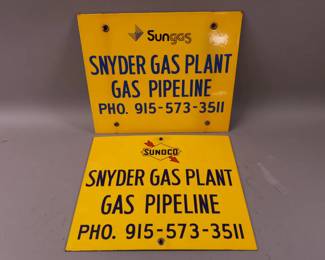 Sungas
SNYDER GAS PLANT
GAS PIPELINE
PHO. 915-573-3511
SUNOCO
SNYDER GAS PLANT
GAS PIPELINE
PHO. 915-573-3511